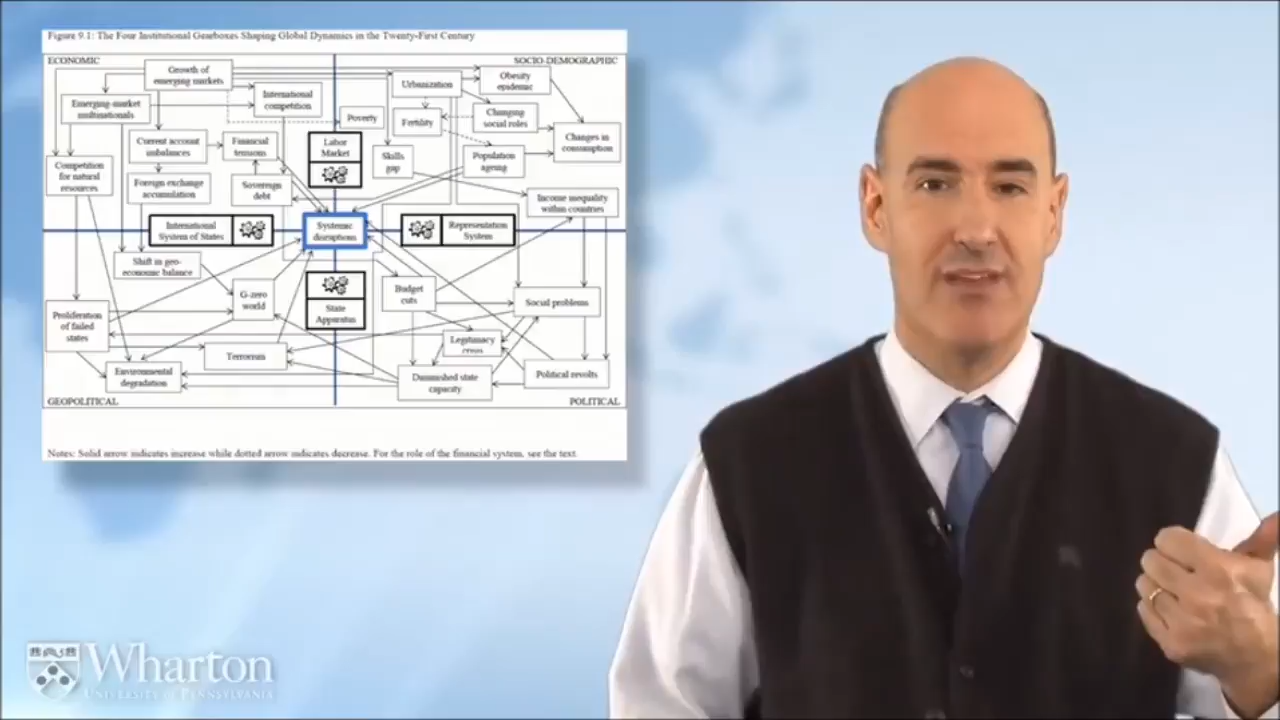 Figure 9.1: The Four Institutional Gearboxes Shaping Global Dynamics in the Twenty-First Century
ECONOMIC
SOCIO-DEMOGRAPHIC
Growth of
emerging markets
Urbanization
Obesity
epidemic
Emerging-market
multinationals
International
competition
Poverty
Fertility
Changing
social roles
Changes in
consumption
Current account
imbalances
Financial
tensions
Labor
Market
Skills
gap
Population
ageing
Competition
for natural
resources
Foreign exchange
accumulation
Sovereign
debt
Income inequality
within countries
International
System of States
Systemic
disruptions
Representation
System
Shift in geo-
economic balance
G-zero
world
State
Apparatus
Budget
cuts
Social problems
Proliferation
of failed
states
Terrorism
Legitimacy
crisis
Environmental
degradation
Diminished state
capacity
Political revolts
GEOPOLITICAL
POLITICAL
Notes: Solid arrow indicates increase while dotted arrow indicates decrease. For the role of the financial system, see the text.
Wharton
UNIVERSITY of PENNSYLVANIA